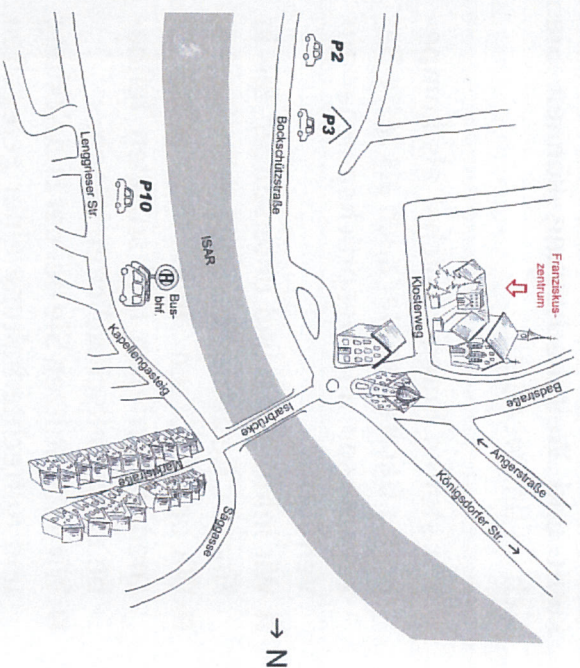 P2
P3
Bockschützstraße
Franziskus-
zentrum
Klosterweg
Badstraße
← Angerstraße
Königsdorfer Str. →
Lenggrieser Str.
P10
ISAR
H
Bus-
bhf.
Kapellengasteig
Isarbrücke
Marktstraße
Säggasse
→ N